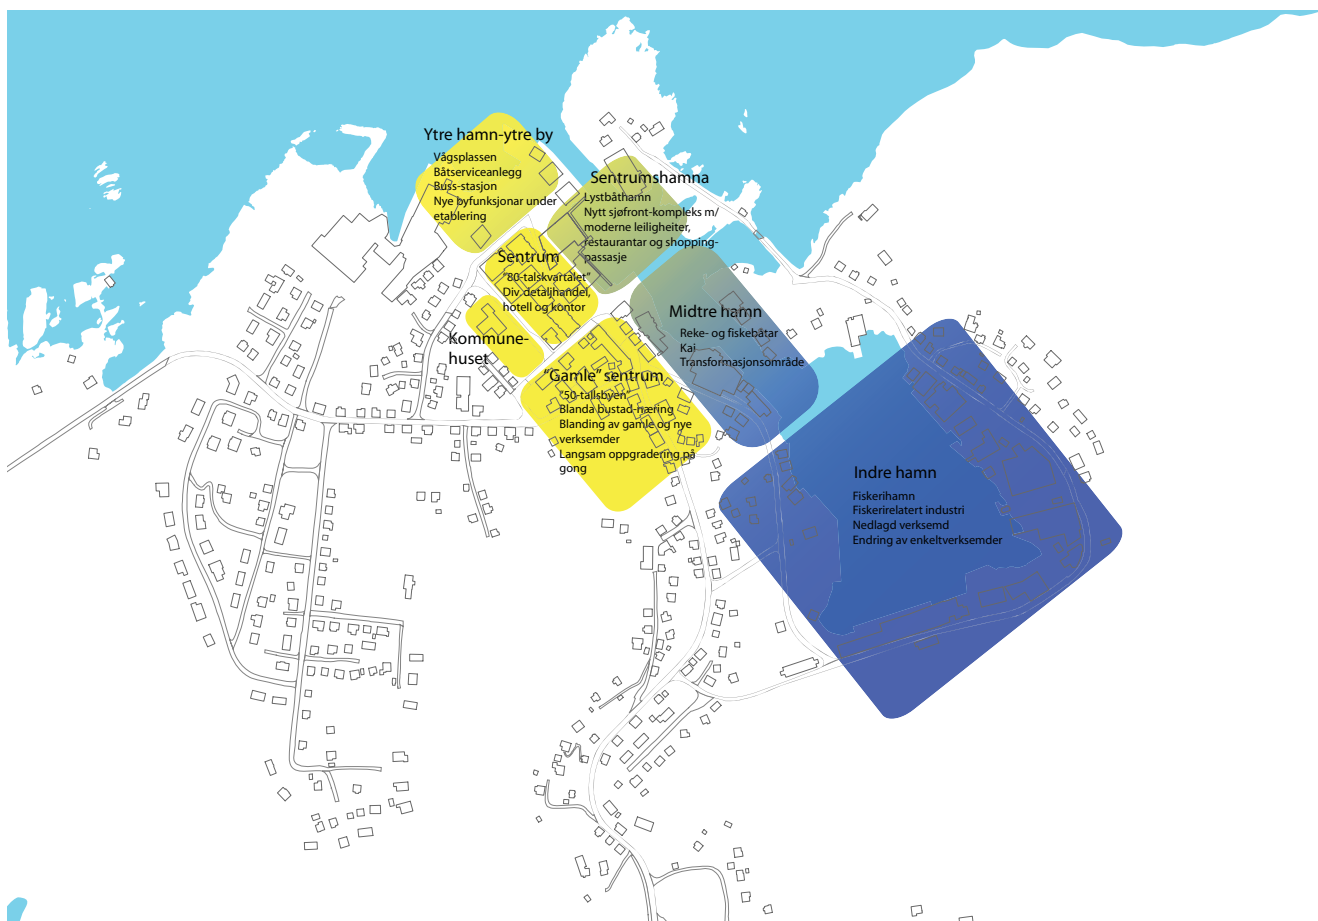 Ytre hamn-ytre by
Vågsplassen
Båtserviceanlegg
Buss-stasjon
Nye byfunksjonar under
etablering
Sentrumshamna
Lystbåthamn
Nytt sjøfront-kompleks m/
moderne leiligheiter,
restaurantar og shopping-
passasje
Sentrum
"80-talskvartalet"
Div. detaljhandel,
hotell og kontor
Kommune-
huset
Midtre hamn
Reke- og fiskebåtar
Kai
Transformasjonsområde
"Gamle" sentrum
"50-tallsbyen"
Blanda bustad-næring
Blanding av gamle og nye
verksemder
Langsam oppgradering på
gong
Indre hamn
Fiskerihamn
Fiskerirelatert industri
Nedlagd verksemd
Endring av enkeltverksemder